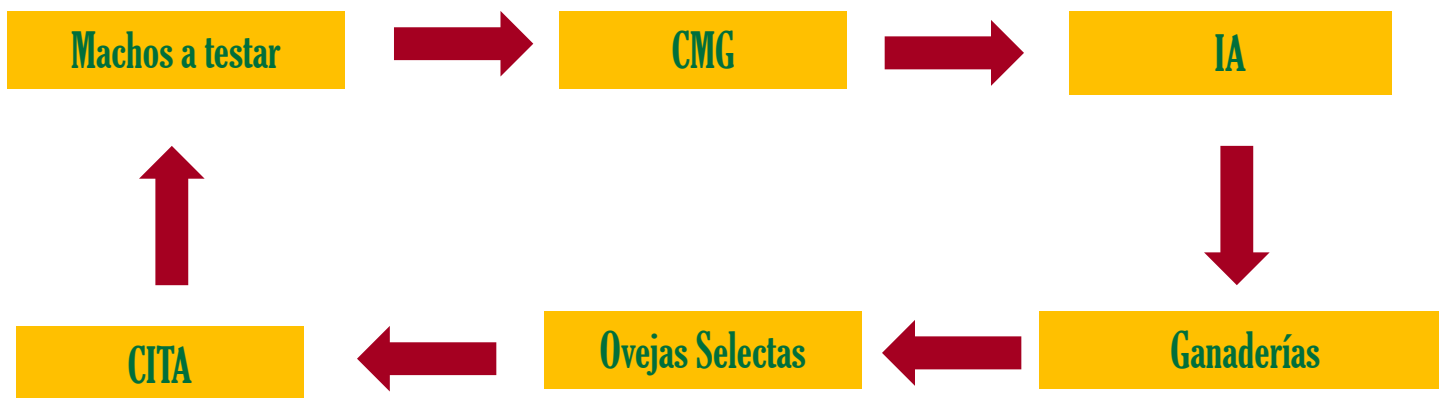 Machos a testar
CMG
IA
CITA
Ovejas Selectas
Ganaderías